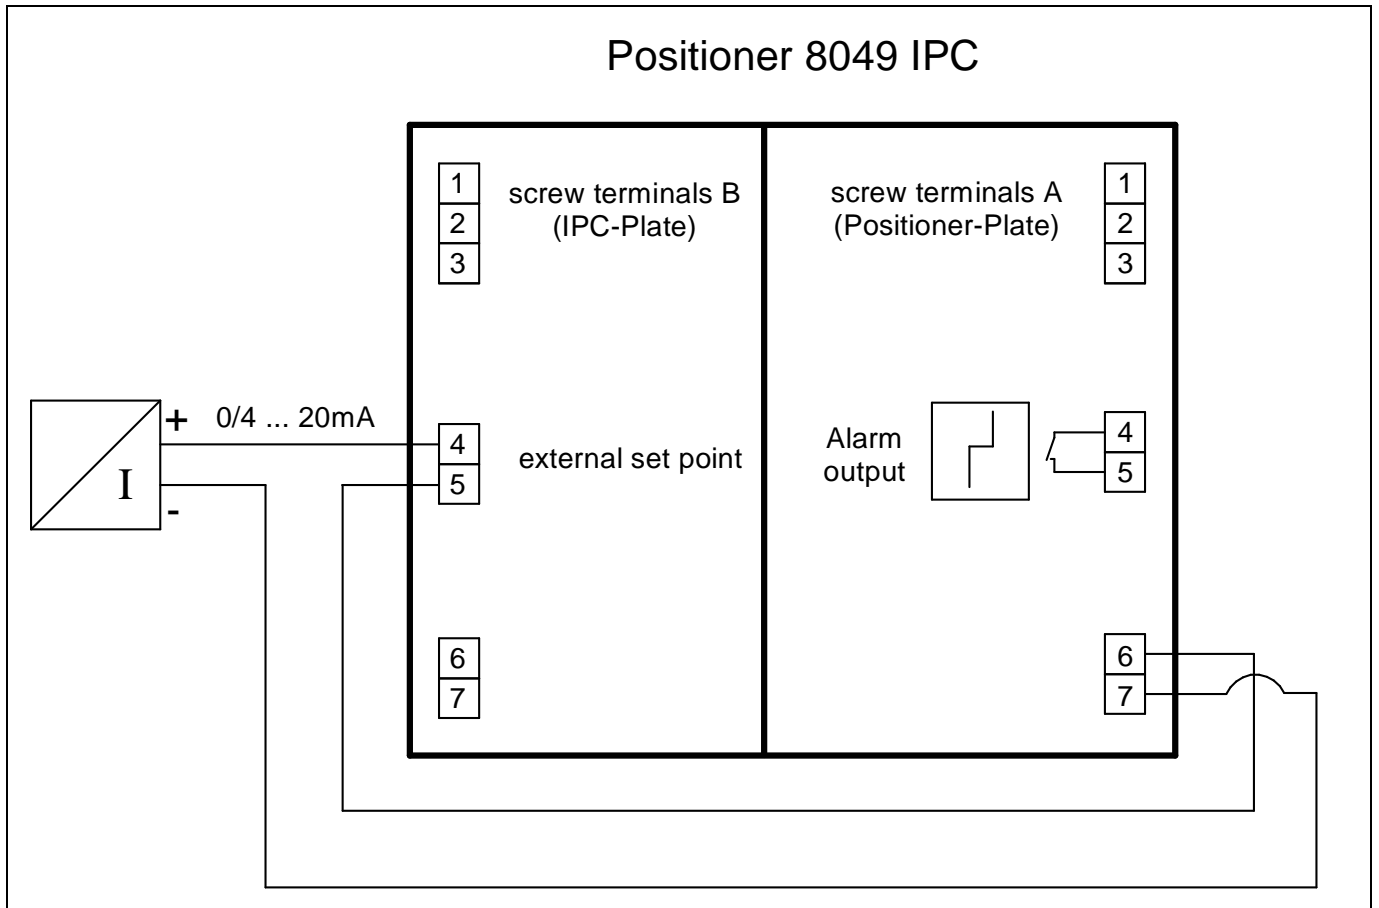 Positioner 8049 IPC
1
2
3
screw terminals B
(IPC-Plate)
screw terminals A
(Positioner-Plate)
1
2
3
+
0/4 ... 20mA
I
-
4
5
external set point
Alarm
output
4
5
6
7
6
7